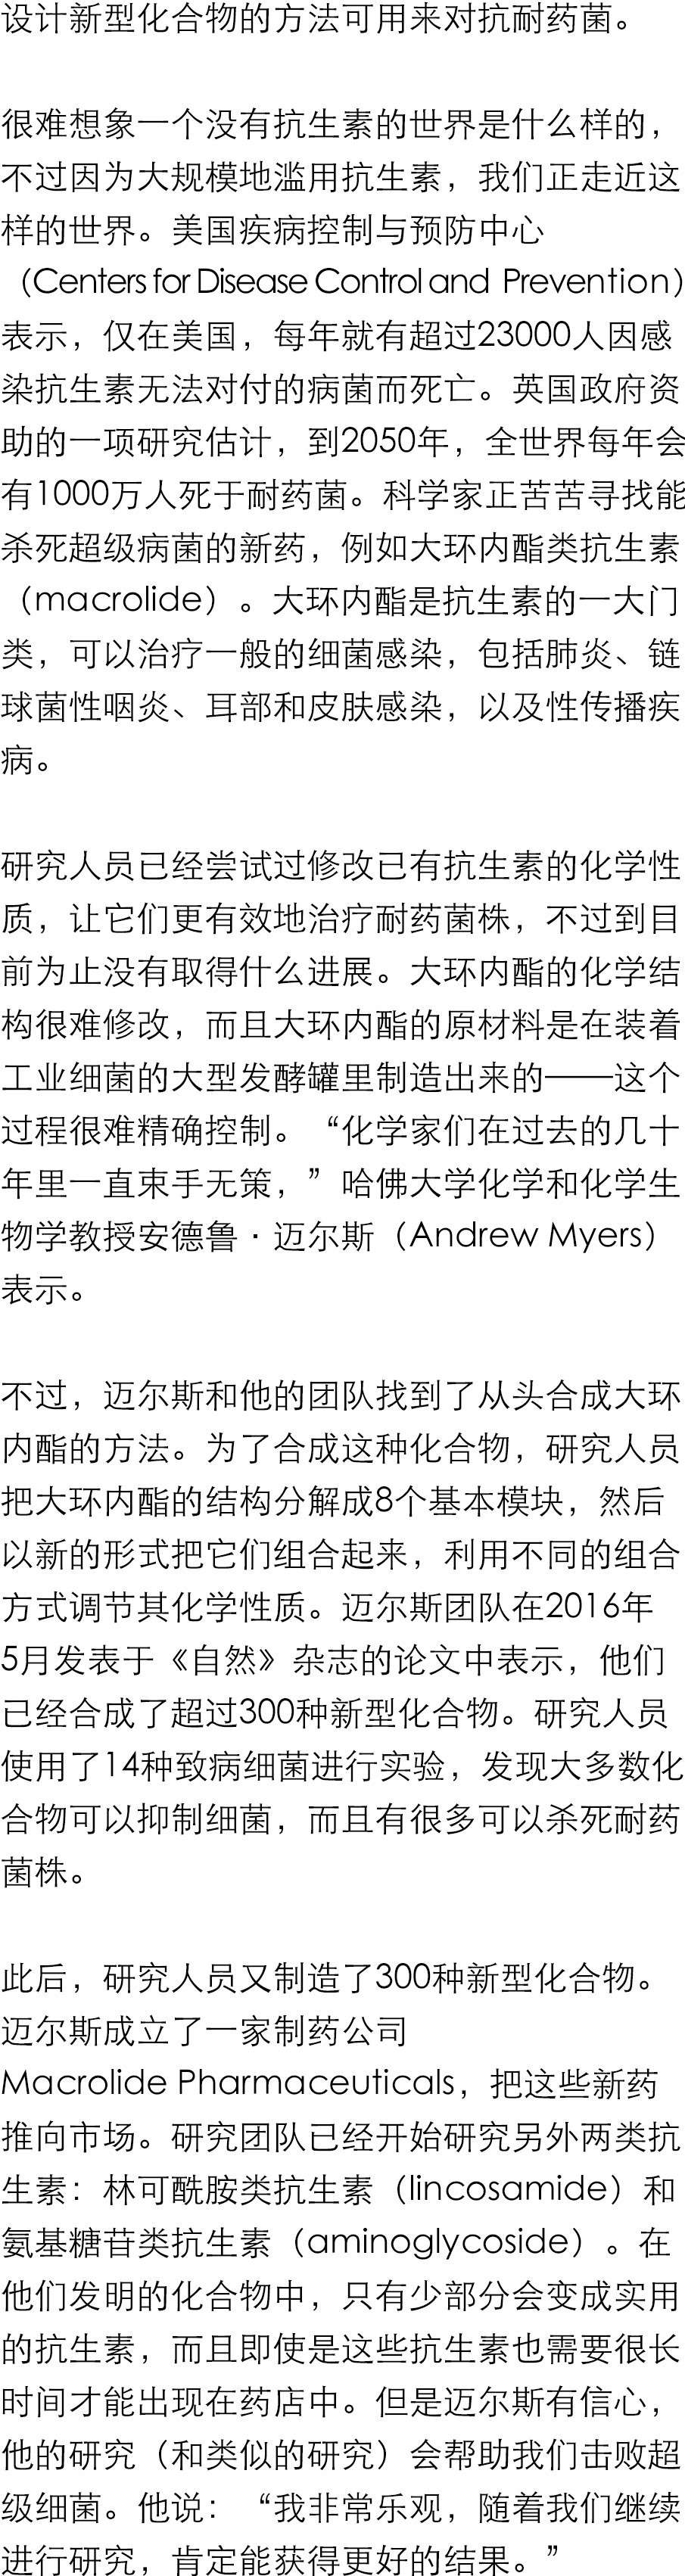 设计新型化合物的方法可用来对抗耐药菌。
很难想象一个没有抗生素的世界是什么样的，
不过因为大规模地滥用抗生素，我们正走近这
样的世界。美国疾病控制与预防中心
（Centers for Disease Control and Prevention）
表示，仅在美国，每年就有超过23000人因感
染抗生素无法对付的病菌而死亡。英国政府资
助的一项研究估计，到2050年，全世界每年会
有1000万人死于耐药菌。科学家正苦苦寻找能
杀死超级病菌的新药，例如大环内酯类抗生素
（macrolide）。大环内酯是抗生素的一大门
类，可以治疗一般的细菌感染，包括肺炎、链
球菌性咽炎、耳部和皮肤感染，以及性传播疾
病。
研究人员已经尝试过修改已有抗生素的化学性
质，让它们更有效地治疗耐药菌株，不过到目
前为止没有取得什么进展。大环内酯的化学结
构很难修改，而且大环内酯的原材料是在装着
工业细菌的大型发酵罐里制造出来的——这个
过程很难精确控制。“化学家们在过去的几十
年里一直束手无策，”哈佛大学化学和化学生
物学教授安德鲁·迈尔斯（Andrew Myers）
表示。
不过，迈尔斯和他的团队找到了从头合成大环
内酯的方法。为了合成这种化合物，研究人员
把大环内酯的结构分解成8个基本模块，然后
以新的形式把它们组合起来，利用不同的组合
方式调节其化学性质。迈尔斯团队在2016年
5月发表于《自然》杂志的论文中表示，他们
已经合成了超过300种新型化合物。研究人员
使用了14种致病细菌进行实验，发现大多数化
合物可以抑制细菌，而且有很多可以杀死耐药
菌株。
此后，研究人员又制造了300种新型化合物。
迈尔斯成立了一家制药公司
Macrolide Pharmaceuticals，把这些新药
推向市场。研究团队已经开始研究另外两类抗
生素：林可酰胺类抗生素（lincosamide）和
氨基糖苷类抗生素（aminoglycoside）。在
他们发明的化合物中，只有少部分会变成实用
的抗生素，而且即使是这些抗生素也需要很长
时间才能出现在药店中。但是迈尔斯有信心，
他的研究（和类似的研究）会帮助我们击败超
级细菌。他说：“我非常乐观，随着我们继续
进行研究，肯定能获得更好的结果。”